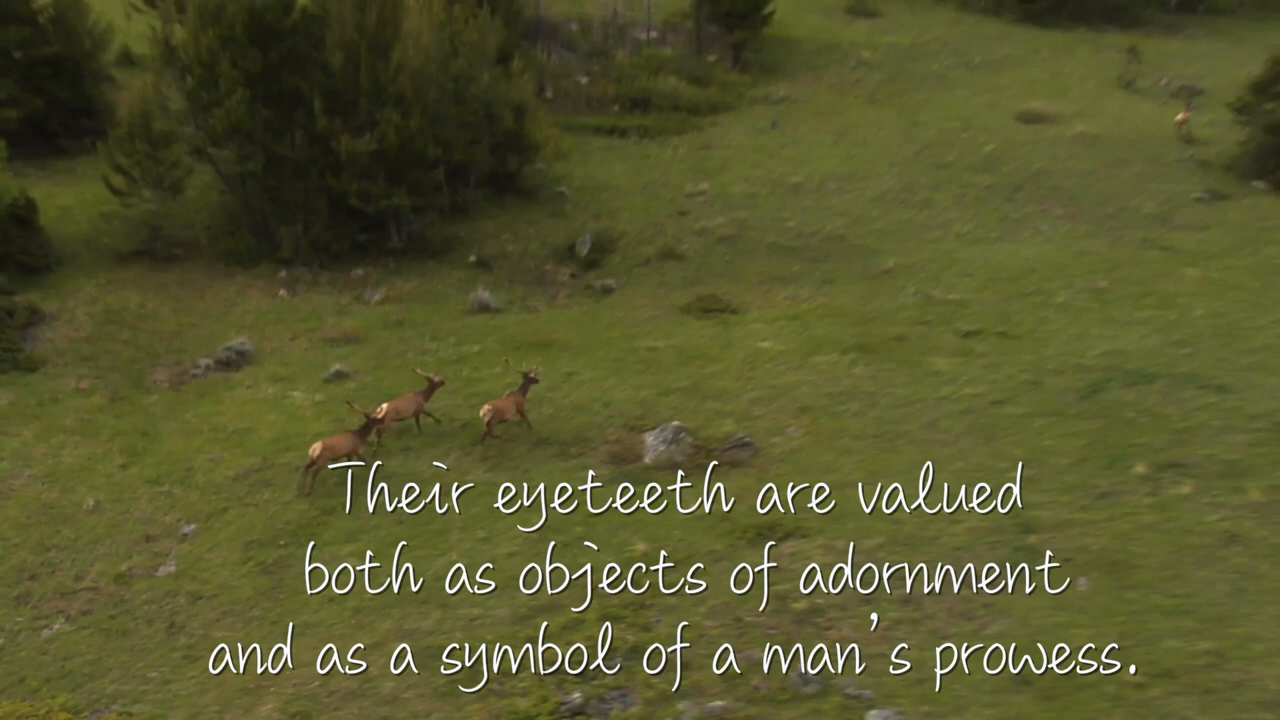 Their eyeteeth are valued
both as objects of adornment
and as a symbol of a man's prowess.